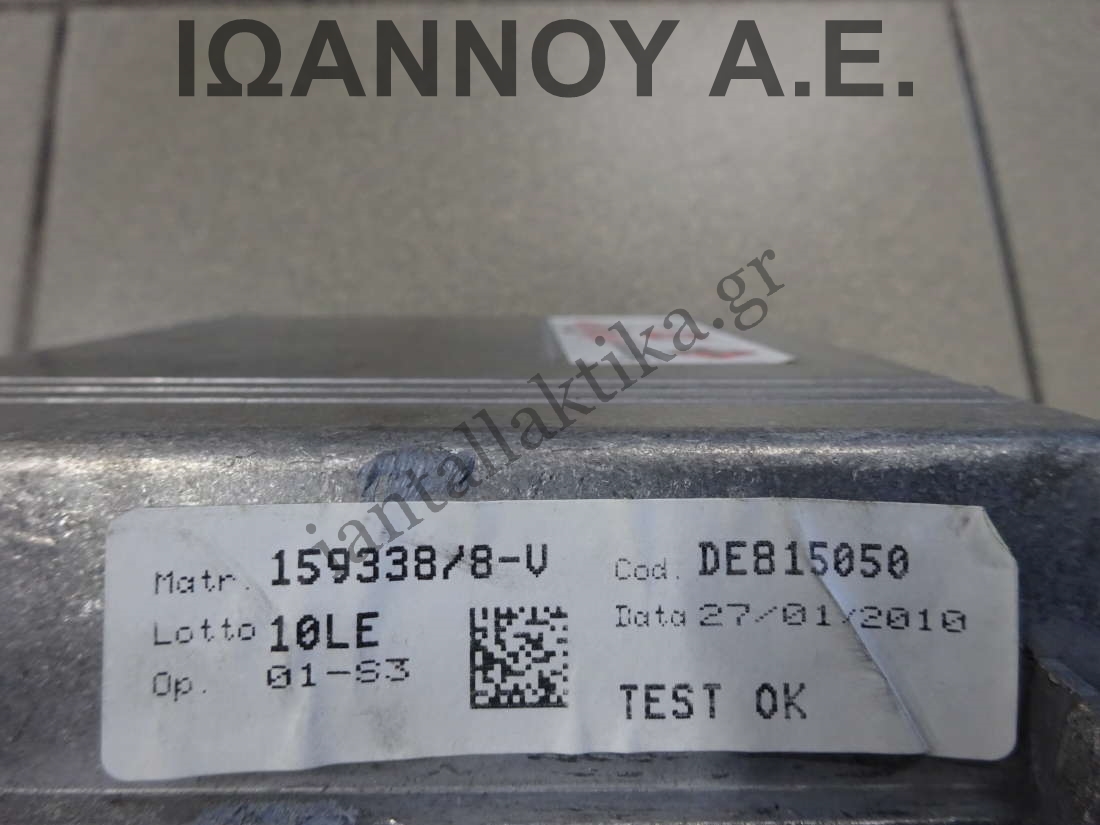 ΙΩΑΝΝΟΥ Α.Ε.
iantallaktika.gr
Matr. 159338/8-V Cod. DE815050
Lotto 10LE Data 27/01/2010
Op. 01-S3
TEST OK